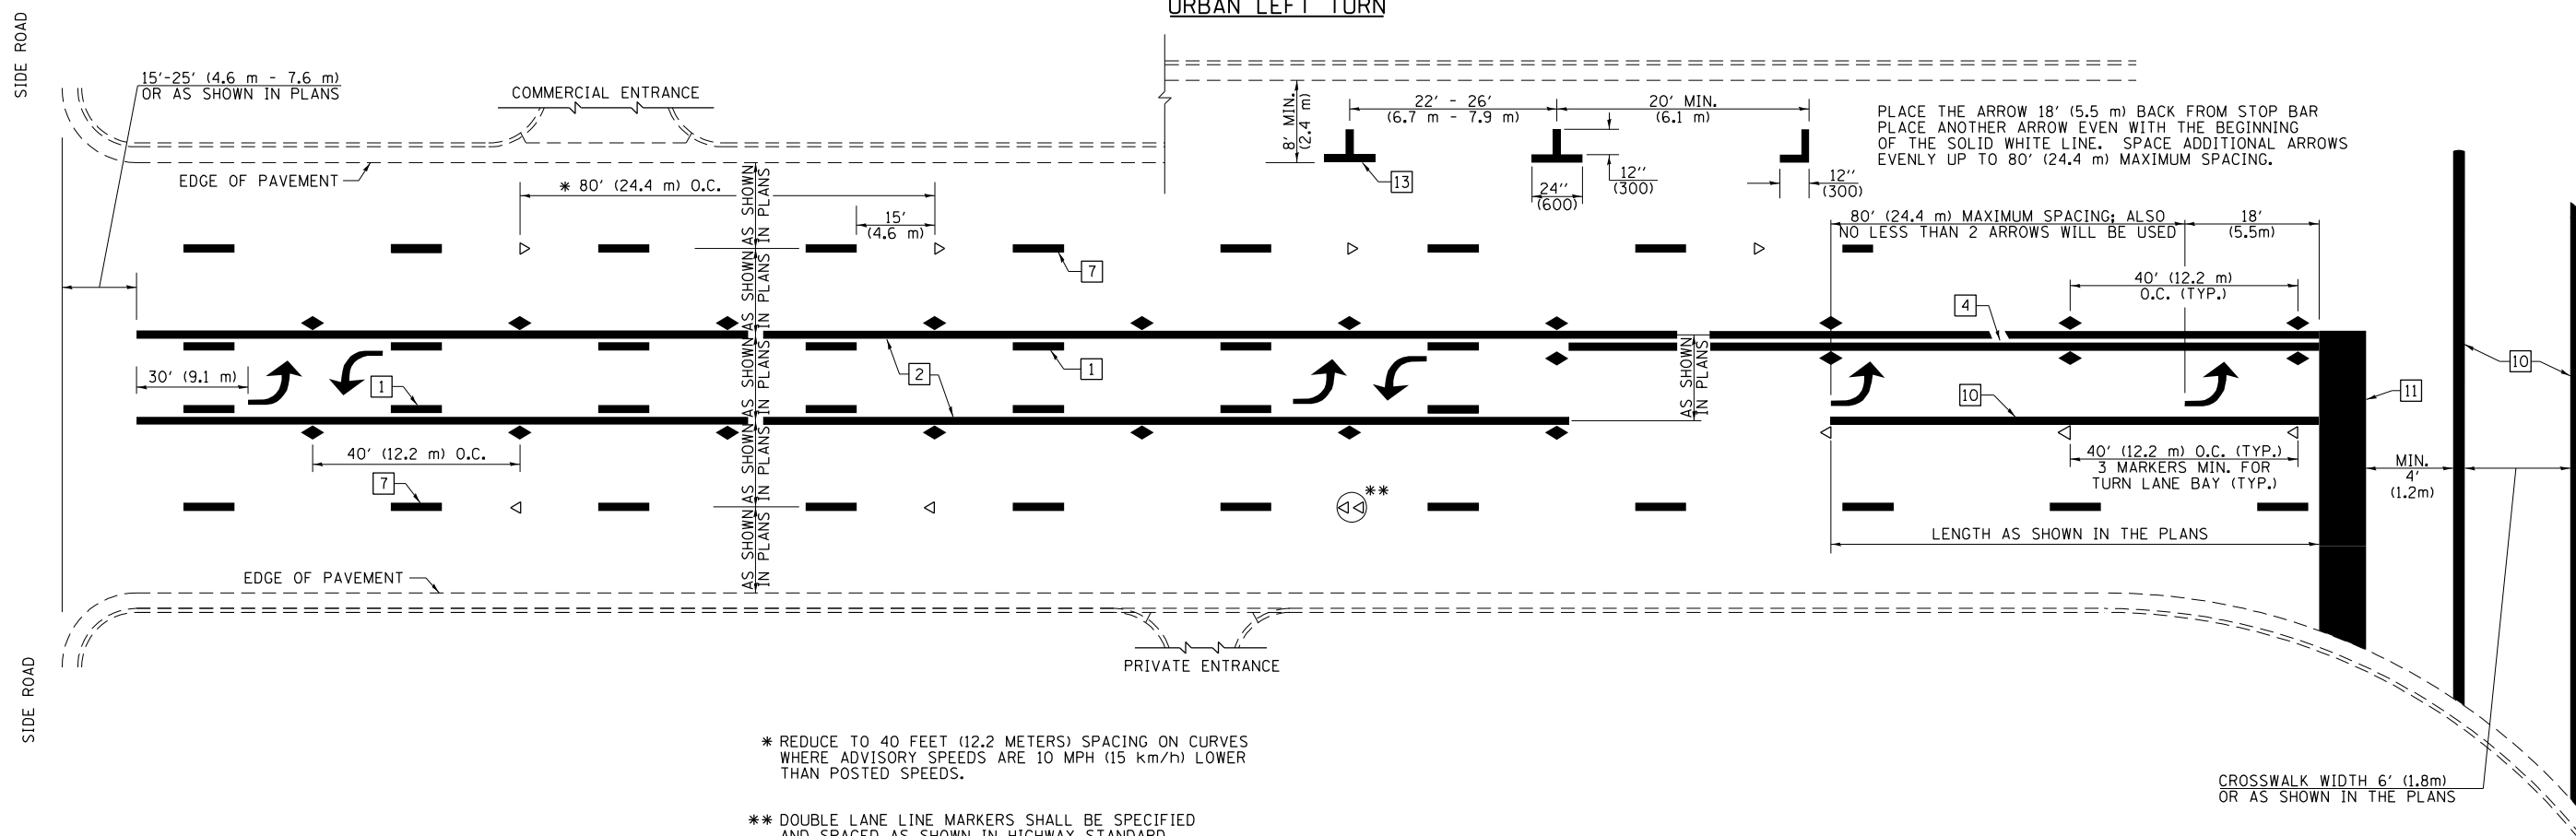 URBAN LEFT TURN
SIDE ROAD
15'-25' (4.6 m - 7.6 m)
OR AS SHOWN IN PLANS
COMMERCIAL ENTRANCE
EDGE OF PAVEMENT
* 80' (24.4 m) O.C.
15'
(4.6 m)
8' MIN.
(2.4 m)
22' - 26'
(6.7 m - 7.9 m)
20' MIN.
(6.1 m)
13
24''
(600)
12''
(300)
12''
(300)
PLACE THE ARROW 18' (5.5 m) BACK FROM STOP BAR
PLACE ANOTHER ARROW EVEN WITH THE BEGINNING
OF THE SOLID WHITE LINE. SPACE ADDITIONAL ARROWS
EVENLY UP TO 80' (24.4 m) MAXIMUM SPACING.
80' (24.4 m) MAXIMUM SPACING; ALSO
NO LESS THAN 2 ARROWS WILL BE USED
18'
(5.5m)
7
40' (12.2 m)
O.C. (TYP.)
4
AS SHOWN
IN PLANS
AS SHOWN
IN PLANS
AS SHOWN
IN PLANS
AS SHOWN
IN PLANS
AS SHOWN
IN PLANS
30' (9.1 m)
1
2
1
AS SHOWN
IN PLANS
10
11
10
40' (12.2 m) O.C.
7
**
40' (12.2 m) O.C. (TYP.)
3 MARKERS MIN. FOR
TURN LANE BAY (TYP.)
MIN.
4'
(1.2m)
LENGTH AS SHOWN IN THE PLANS
EDGE OF PAVEMENT
PRIVATE ENTRANCE
SIDE ROAD
* REDUCE TO 40 FEET (12.2 METERS) SPACING ON CURVES
WHERE ADVISORY SPEEDS ARE 10 MPH (15 km/h) LOWER
THAN POSTED SPEEDS.
** DOUBLE LANE LINE MARKERS SHALL BE SPECIFIED
AND SPACED AS SHOWN IN HIGHWAY STANDARD
CROSSWALK WIDTH 6' (1.8m)
OR AS SHOWN IN THE PLANS